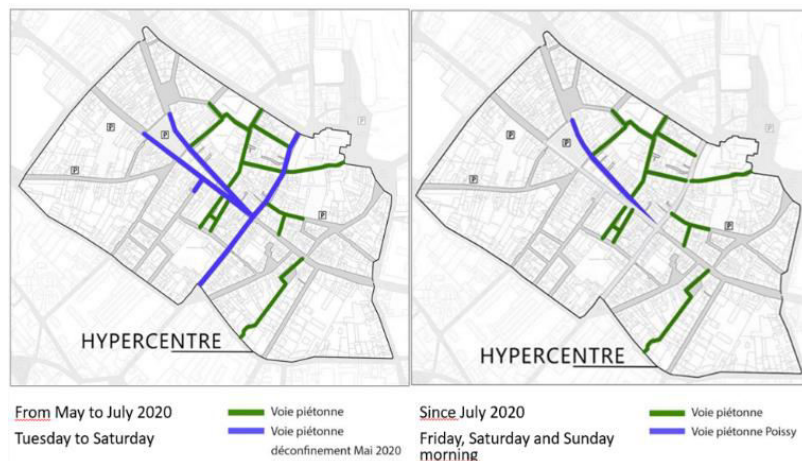 HYPERCENTRE
HYPERCENTRE
P
P
P
P
P
P
P
P
From May to July 2020
Tuesday to Saturday
Voie piétonne
Voie piétonne
déconfinement Mai 2020
Since July 2020
Friday, Saturday and Sunday
morning
Voie piétonne
Voie piétonne Poissy